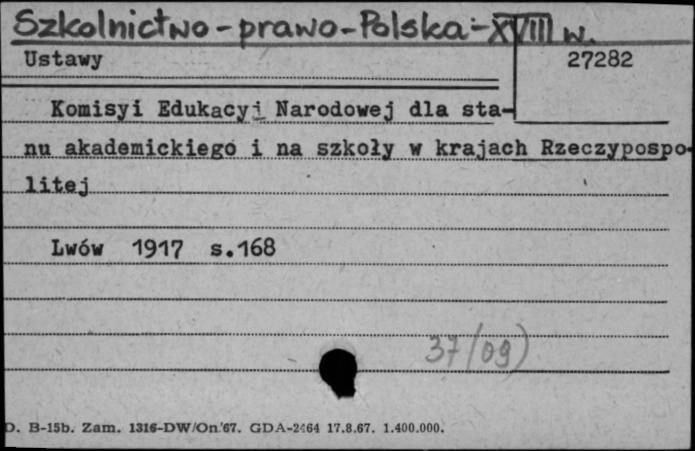 Szkolnictwo-prawo-Polska-XVIII w.
Ustawy 27282
Komisyi Edukacyi Narodowej dla sta-
nu akademickiego i na szkoły w krajach Rzeczypospo-
litej
Lwów 1917 s.168
37/09)
D. B-15b. Zam. 1316-DW/On.'67. GDA-2464 17.8.67. 1.400.000.